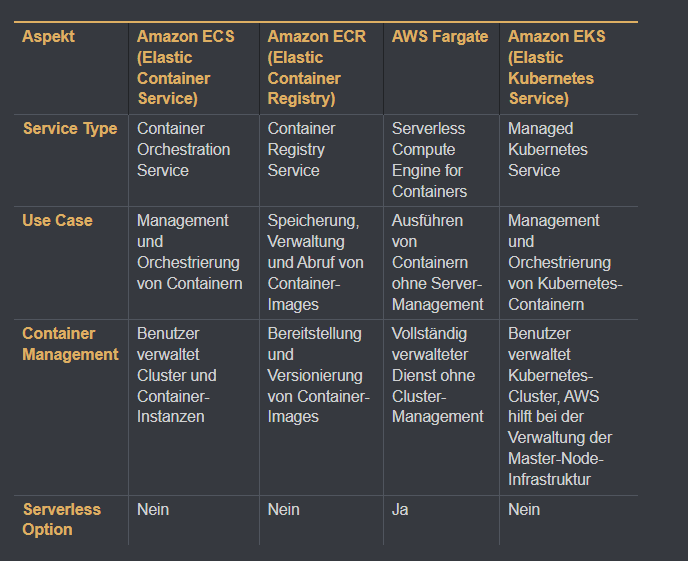 Aspekt
Amazon ECS
(Elastic
Container
Service)
Amazon ECR
(Elastic
Container
Registry)
AWS Fargate
Amazon EKS
(Elastic
Kubernetes
Service)
Service Type
Container
Orchestration
Service
Container
Registry
Service
Serverless
Compute
Engine for
Containers
Managed
Kubernetes
Service
Use Case
Management
und
Orchestrierung
von Containern
Speicherung,
Verwaltung
und Abruf von
Container-
Images
Ausführen
von
Containern
ohne Server-
Management
Management
und
Orchestrierung
von Kubernetes-
Containern
Container
Management
Benutzer
verwaltet
Cluster und
Container-
Instanzen
Bereitstellung
und
Versionierung
von Container-
Images
Vollständig
verwalteter
Dienst ohne
Cluster-
Management
Benutzer
verwaltet
Kubernetes-
Cluster, AWS
hilft bei der
Verwaltung der
Master-Node-
Infrastruktur
Serverless
Option
Nein
Nein
Ja
Nein